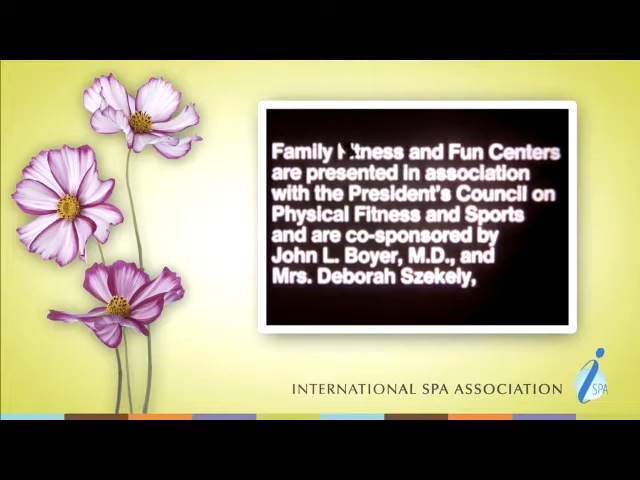 Family Fitness and Fun Centers
are presented in association
with the President's Council on
Physical Fitness and Sports
and are co-sponsored by
John L. Boyer, M.D., and
Mrs. Deborah Szekely,
INTERNATIONAL SPA ASSOCIATION
i
SPA